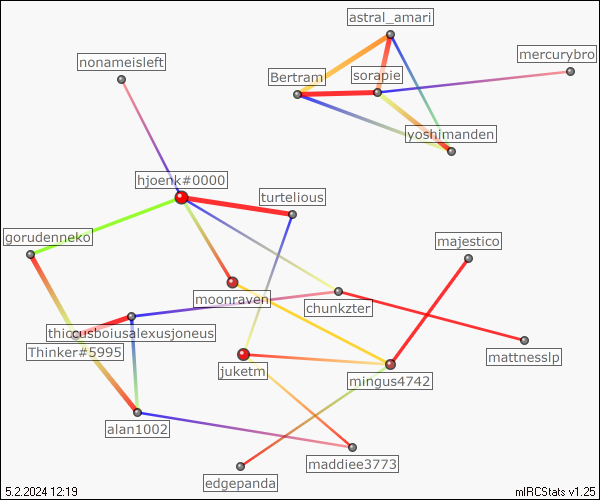 astral_amari
mercurybro
nonameisleft
Bertram
sorapie
yoshimanden
hjoenk#0000
turtelious
gorudenneko
majestico
moonraven
chunkzter
thicousboiusalexusjoneus
Thinker#5995
mattnesslp
juketm
mingus4742
alan1002
maddiee3773
edgepanda
5.2.2024 12:19
mIRCStats v1.25